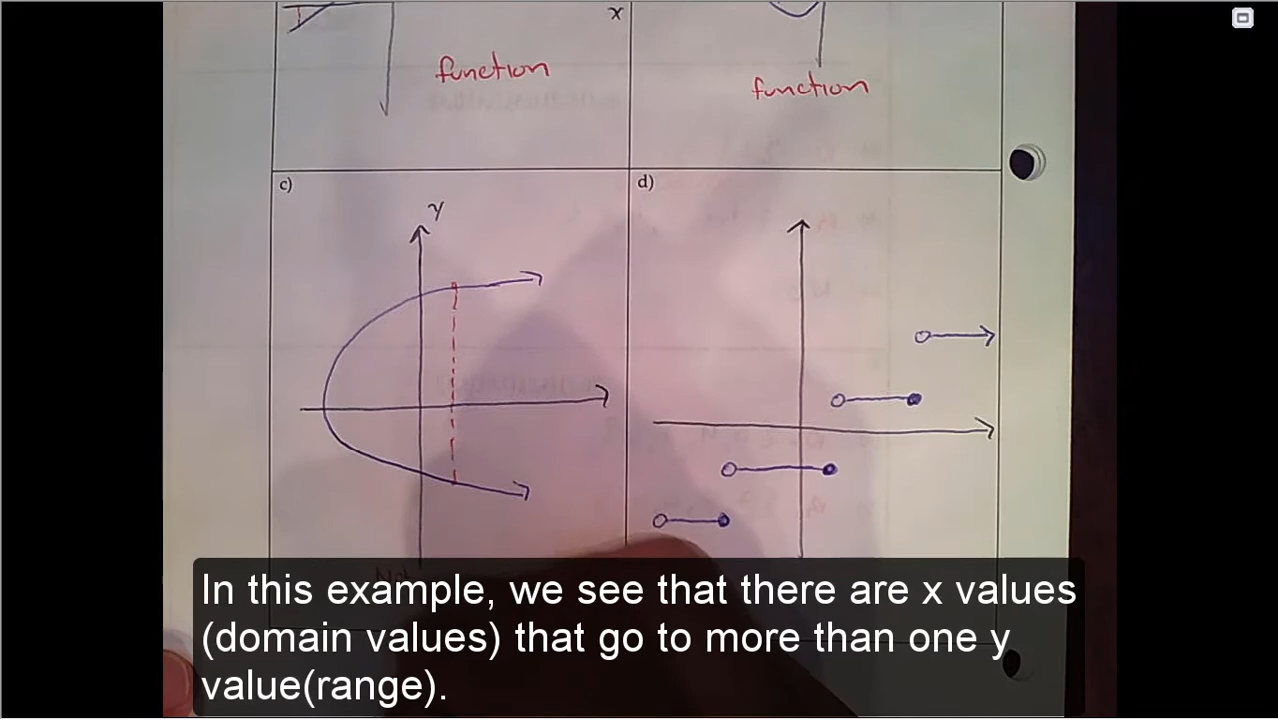 x
function
function
c)
d)
y
In this example, we see that there are x values
(domain values) that go to more than one y
value(range).